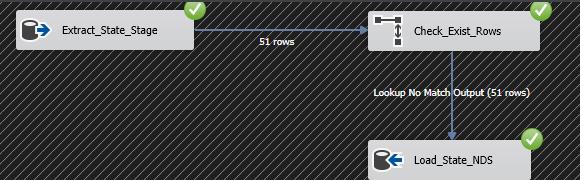 Extract_State_Stage
51 rows
Check_Exist_Rows
Lookup No Match Output (51 rows)
Load_State_NDS